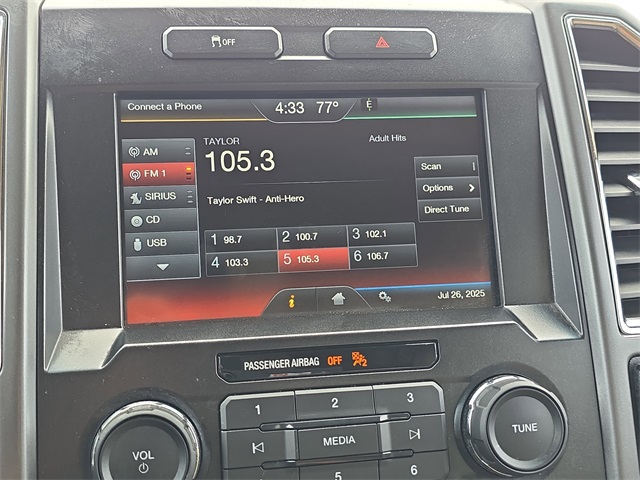 OFF
Connect a Phone 4:33 77° E
TAYLOR Adult Hits
105.3
AM
FM 1
SIRIUS
CD
USB
Scan
Options
Direct Tune
Taylor Swift - Anti-Hero
1 98.7 2 100.7 3 102.1
4 103.3 5 105.3 6 106.7
i
Jul 26, 2025
PASSENGER AIRBAG OFF 2
1 2 3
VOL MEDIA TUNE
5 6